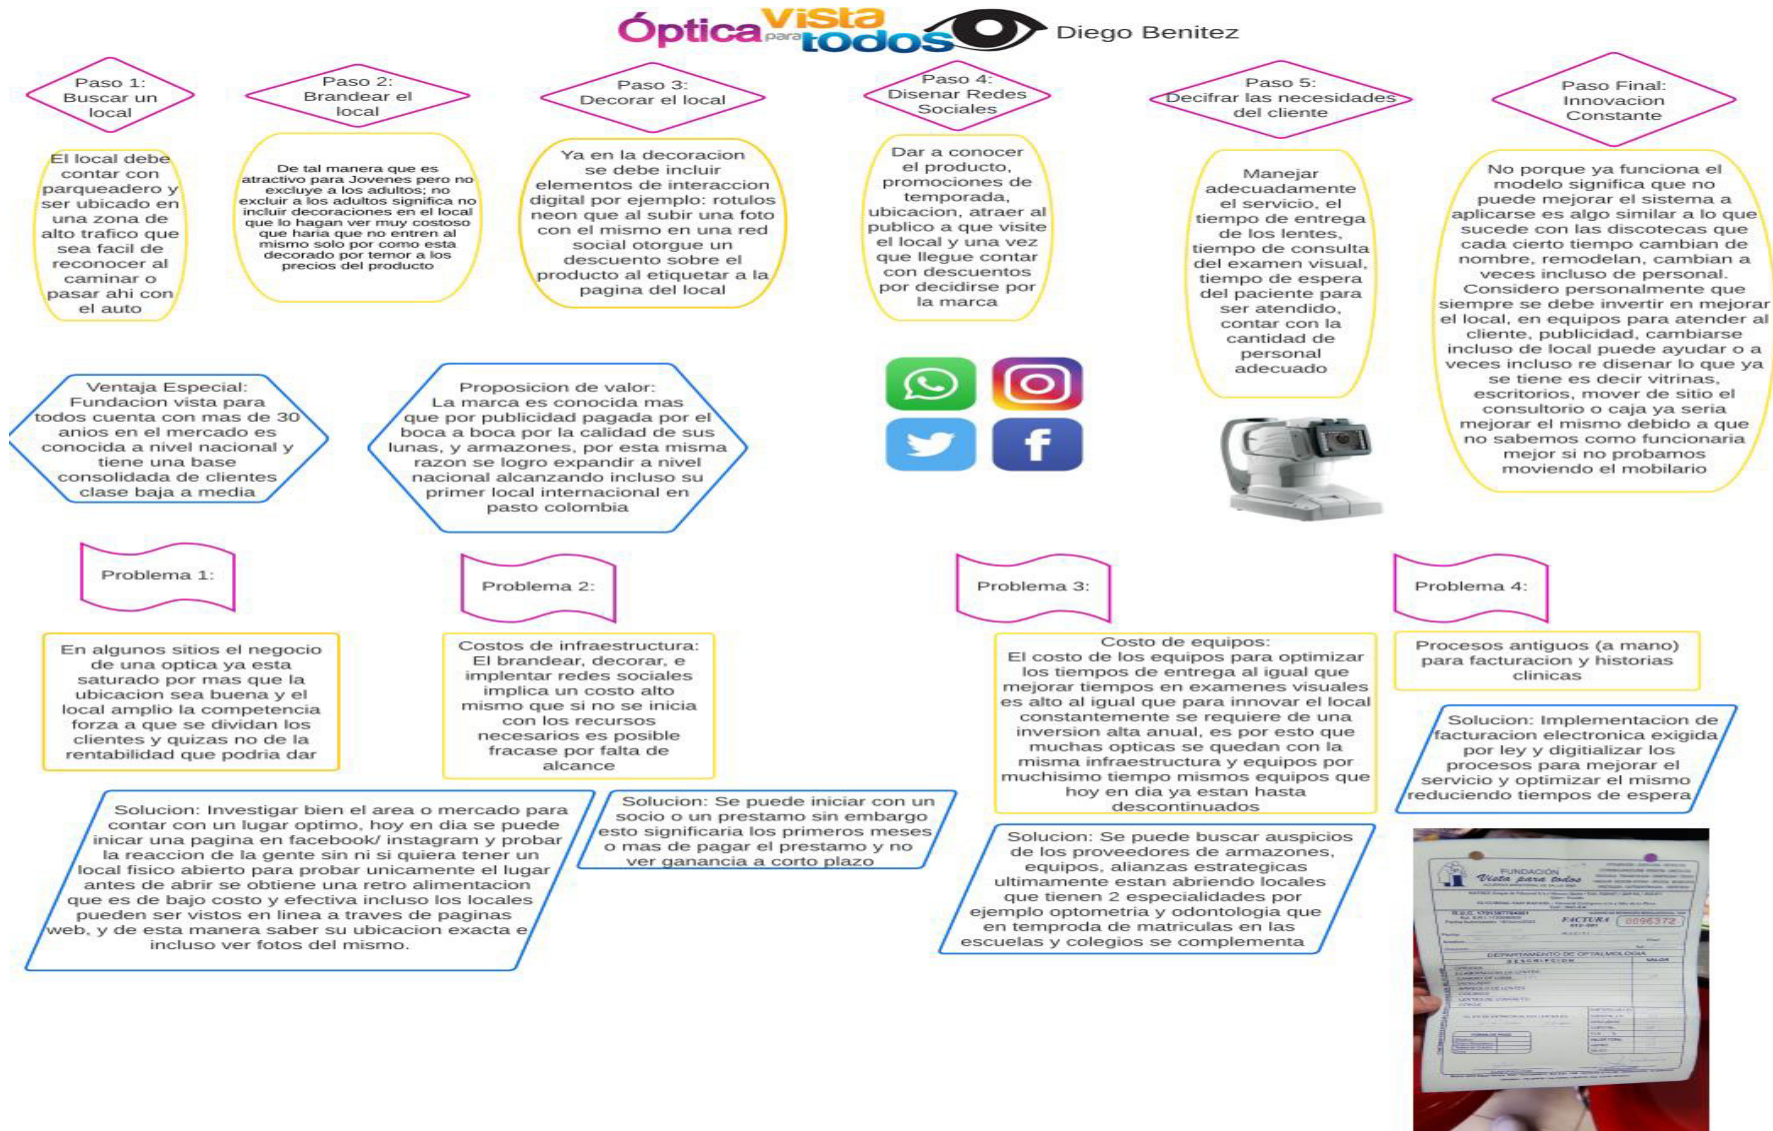 Óptica Vista para todos
Diego Benitez
Paso 1:
Buscar un
local
Paso 2:
Brandear el
local
Paso 3:
Decorar el local
Paso 4:
Disenar Redes
Sociales
Paso 5:
Decifrar las necesidades
del cliente
Paso Final:
Innovacion
Constante
El local debe
contar con
parqueadero y
ser ubicado en
una zona de
alto trafico que
sea facil de
reconocer al
caminar o
pasar ahi con
el auto
De tal manera que es
atractivo para Jovenes pero no
excluye a los adultos; no
excluir a los adultos significa no
incluir decoraciones en el local
que lo hagan ver muy costoso
que haria que no entren al
mismo solo por como esta
decorado por temor a los
precios del producto
Ya en la decoracion
se debe incluir
elementos de interaccion
digital por ejemplo: rotulos
neon que al subir una foto
con el mismo en una red
social otorgue un
descuento sobre el
producto al etiquetar a la
pagina del local
Dar a conocer
el producto,
promociones de
temporada,
ubicacion, atraer al
publico a que visite
el local y una vez
que llegue contar
con descuentos
por decidirse por
la marca
Manejar
adecuadamente
el servicio, el
tiempo de entrega
de los lentes,
tiempo de consulta
del examen visual,
tiempo de espera
del paciente para
ser atendido,
contar con la
cantidad de
personal
adecuado
No porque ya funciona el
modelo significa que no
puede mejorar el sistema a
aplicarse es algo similar a lo que
sucede con las discotecas que
cada cierto tiempo cambian de
nombre, remodelan, cambian a
veces incluso de personal.
Considero personalmente que
siempre se debe invertir en mejorar
el local, en equipos para atender al
cliente, publicidad, cambiarse
incluso de local puede ayudar o a
veces incluso re disenar lo que ya
se tiene es decir vitrinas,
escritorios, mover de sitio el
consultorio o caja ya seria
mejorar el mismo debido a que
no sabemos como funcionaria
mejor si no probamos
moviendo el mobilario
Ventaja Especial:
Fundacion vista para
todos cuenta con mas de 30
anios en el mercado es
conocida a nivel nacional y
tiene una base
consolidada de clientes
clase baja a media
Proposicion de valor:
La marca es conocida mas
que por publicidad pagada por el
boca a boca por la calidad de sus
lunas, y armazones, por esta misma
razon se logro expandir a nivel
nacional alcanzando incluso su
primer local internacional en
pasto colombia
Problema 1:
Problema 2:
Problema 3:
Problema 4:
En algunos sitios el negocio
de una optica ya esta
saturado por mas que la
ubicacion sea buena y el
local amplio la competencia
forza a que se dividan los
clientes y quizas no de la
rentabilidad que podria dar
Costos de infraestructura:
El brandear, decorar, e
implentar redes sociales
implica un costo alto
mismo que si no se inicia
con los recursos
necesarios es posible
fracase por falta de
alcance
Costo de equipos:
El costo de los equipos para optimizar
los tiempos de entrega al igual que
mejorar tiempos en examenes visuales
es alto al igual que para innovar el local
constantemente se requiere de una
inversion alta anual, es por esto que
muchas opticas se quedan con la
misma infraestructura y equipos por
muchisimo tiempo mismos equipos que
hoy en dia ya estan hasta
descontinuados
Procesos antiguos (a mano)
para facturacion y historias
clinicas
Solucion: Investigar bien el area o mercado para
contar con un lugar optimo, hoy en dia se puede
inicar una pagina en facebook/ instagram y probar
la reaccion de la gente sin ni si quiera tener un
local fisico abierto para probar unicamente el lugar
antes de abrir se obtiene una retro alimentacion
que es de bajo costo y efectiva incluso los locales
pueden ser vistos en linea a traves de paginas
web, y de esta manera saber su ubicacion exacta e
incluso ver fotos del mismo.
Solucion: Se puede iniciar con un
socio o un prestamo sin embargo
esto significaria los primeros meses
o mas de pagar el prestamo y no
ver ganancia a corto plazo
Solucion: Se puede buscar auspicios
de los proveedores de armazones,
equipos, alianzas estrategicas
ultimamente estan abriendo locales
que tienen 2 especialidades por
ejemplo optometria y odontologia que
en temproda de matriculas en las
escuelas y colegios se complementa
Solucion: Implementacion de
facturacion electronica exigida
por ley y digitializar los
procesos para mejorar el
servicio y optimizar el mismo
reduciendo tiempos de espera
FUNDACIÓN
Vista para todos
FACTURA
0096372
DEPARTAMENTO DE OFTALMOLOGIA
DESCRIPCION
VALOR